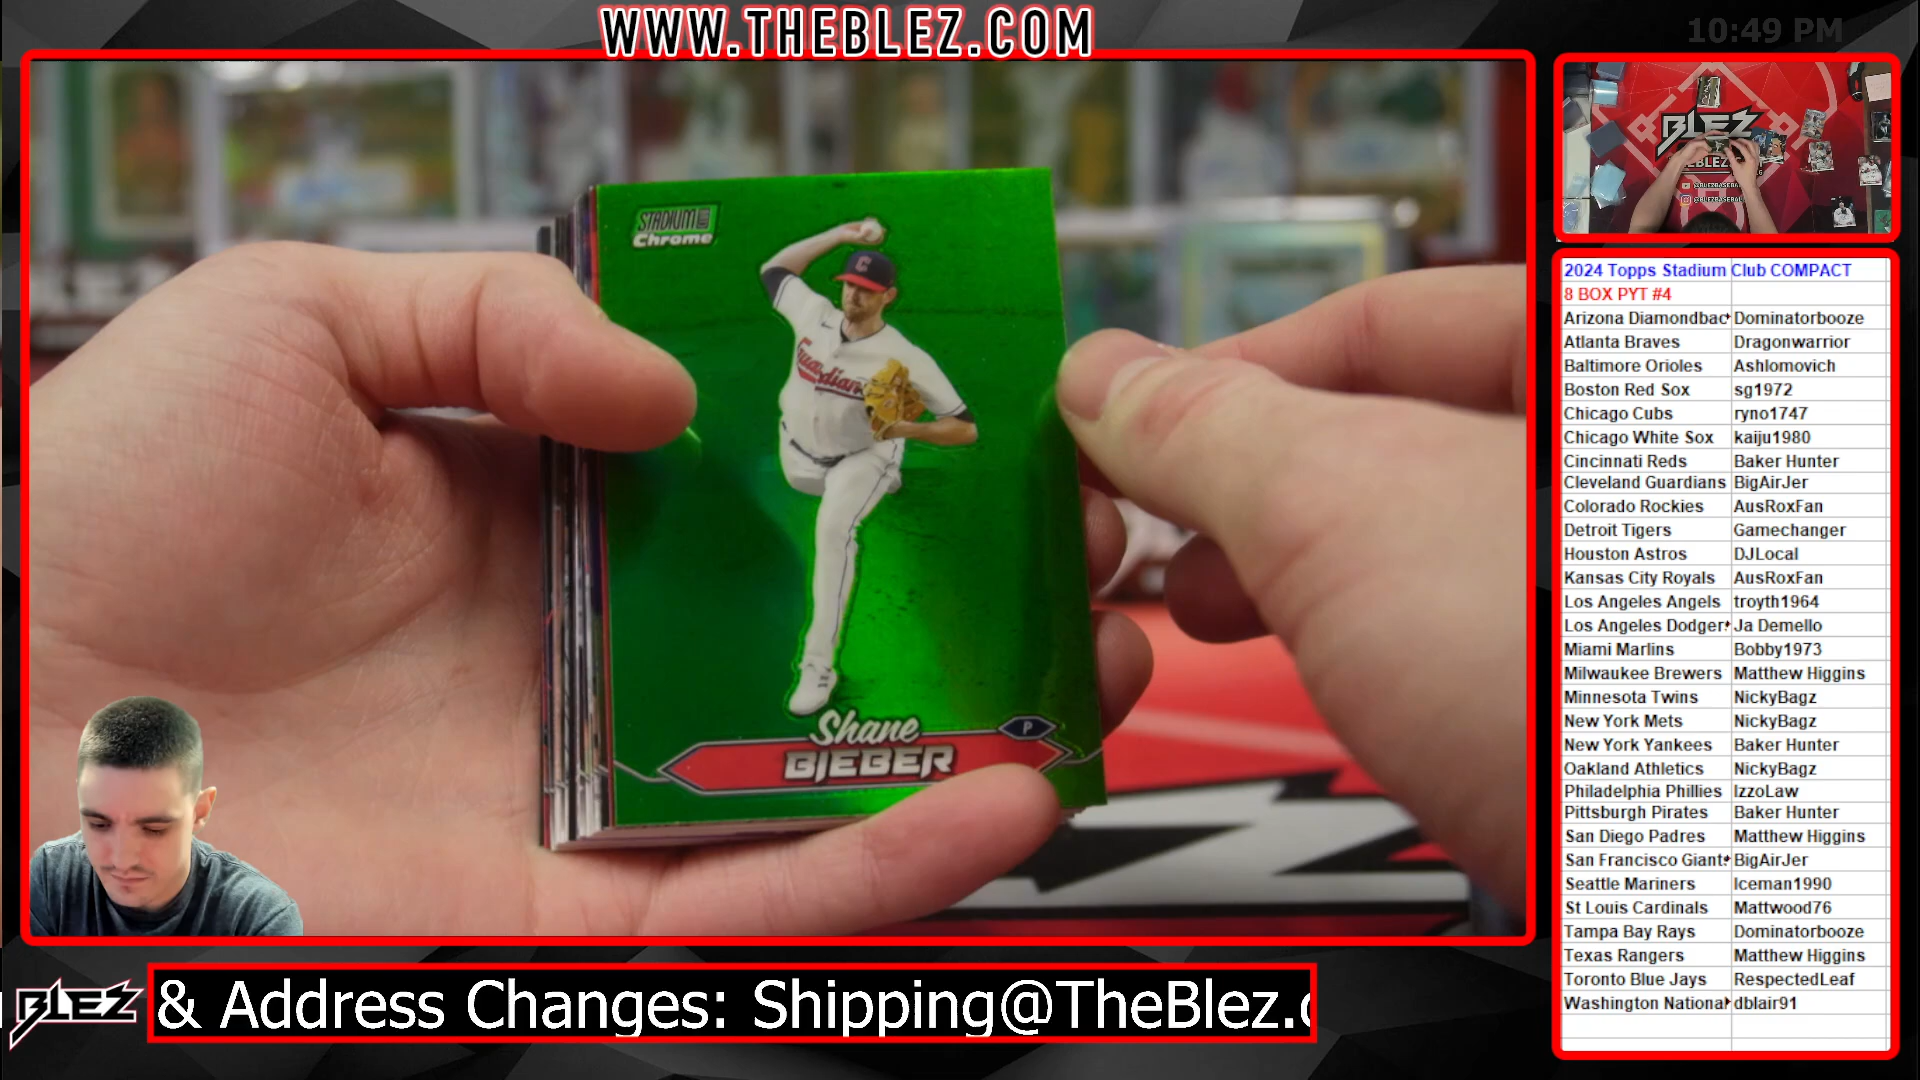 WWW.THEBLEZ.COM
10:49 PM
STADIUM
Chrome
C
Guardians
Shane
P
BIEBER
BLEZ
2024 Topps Stadium Club COMPACT
8 BOX PYT #4
Arizona Diamondbac Dominatorbooze
Atlanta Braves Dragonwarrior
Baltimore Orioles Ashlomovich
Boston Red Sox sg1972
Chicago Cubs ryno1747
Chicago White Sox kaiju1980
Cincinnati Reds Baker Hunter
Cleveland Guardians BigAirJer
Colorado Rockies AusRoxFan
Detroit Tigers Gamechanger
Houston Astros DJLocal
Kansas City Royals AusRoxFan
Los Angeles Angels troyth1964
Los Angeles Dodger Ja Demello
Miami Marlins Bobby1973
Milwaukee Brewers Matthew Higgins
Minnesota Twins NickyBagz
New York Mets NickyBagz
New York Yankees Baker Hunter
Oakland Athletics NickyBagz
Philadelphia Phillies IzzoLaw
Pittsburgh Pirates Baker Hunter
San Diego Padres Matthew Higgins
San Francisco Giants BigAirJer
Seattle Mariners Iceman1990
St Louis Cardinals Mattwood76
Tampa Bay Rays Dominatorbooze
Texas Rangers Matthew Higgins
Toronto Blue Jays RespectedLeaf
Washington National dblair91
BLEZ
& Address Changes: Shipping@TheBlez.c